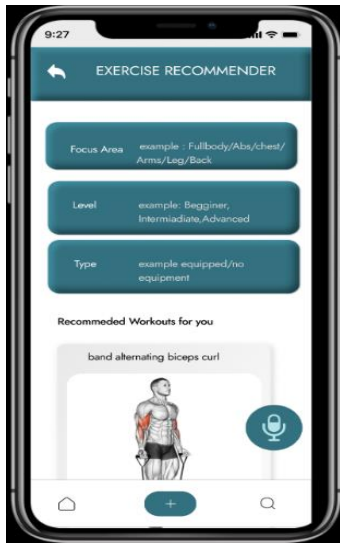 9:27
EXERCISE RECOMMENDER
Focus Area example : Fullbody/Abs/chest/
Arms/Leg/Back
Level example: Begginer,
Intermiadiate,Advanced
Type example equipped/no
equipment
Recommeded Workouts for you
band alternating biceps curl